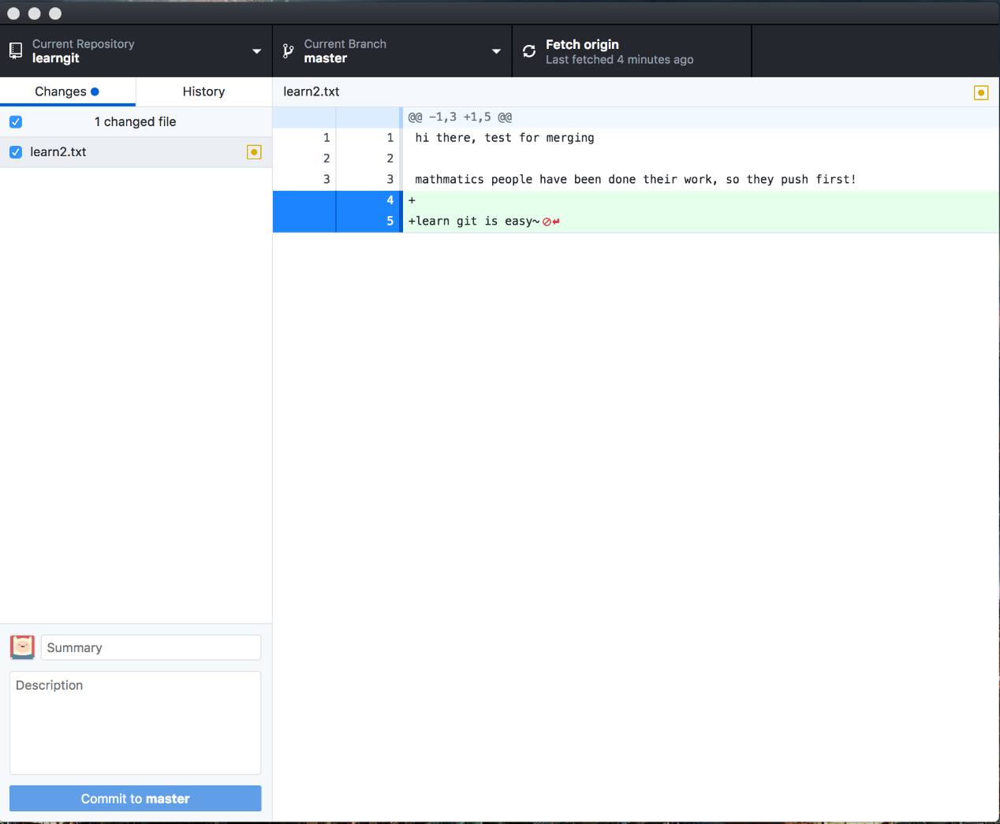 Current Repository
learngit
Current Branch
master
Fetch origin
Last fetched 4 minutes ago
Changes
History
learn2.txt
1 changed file
learn2.txt
@@ -1,3 +1,5 @@
1 1 hi there, test for merging
2 2
3 3 mathmatics people have been done their work, so they push first!
4 +
5 +learn git is easy~
Summary
Description
Commit to master